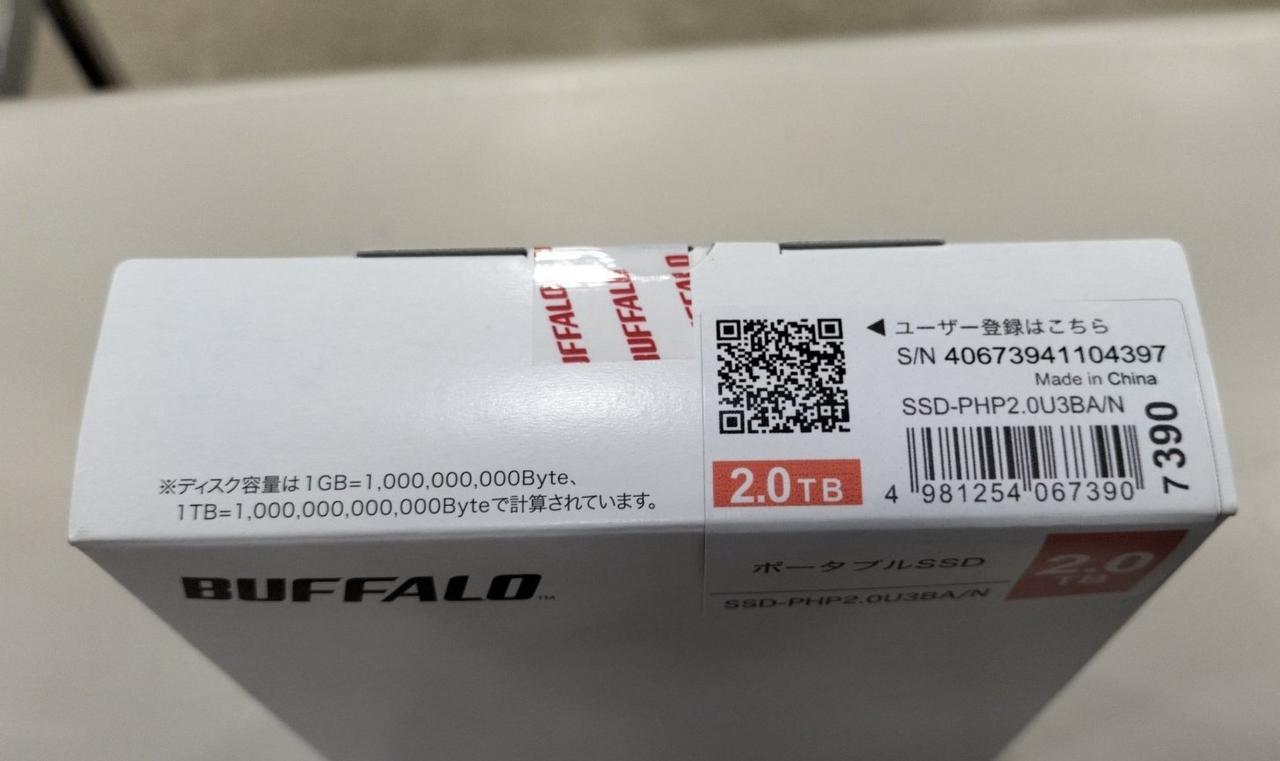 BUFFALO
BUFFALO
BUFFALO
ユーザー登録はこちら
S/N 40673941104397
Made in China
SSD-PHP2.0U3BA/N
2.0TB
4 981254 067390
7390
※ディスク容量は1GB=1,000,000,000Byte、
1TB=1,000,000,000,000Byteで計算されています。
BUFFALO™
ポータブルSSD
2.0
TB
SSD-PHP2.0U3BA/N